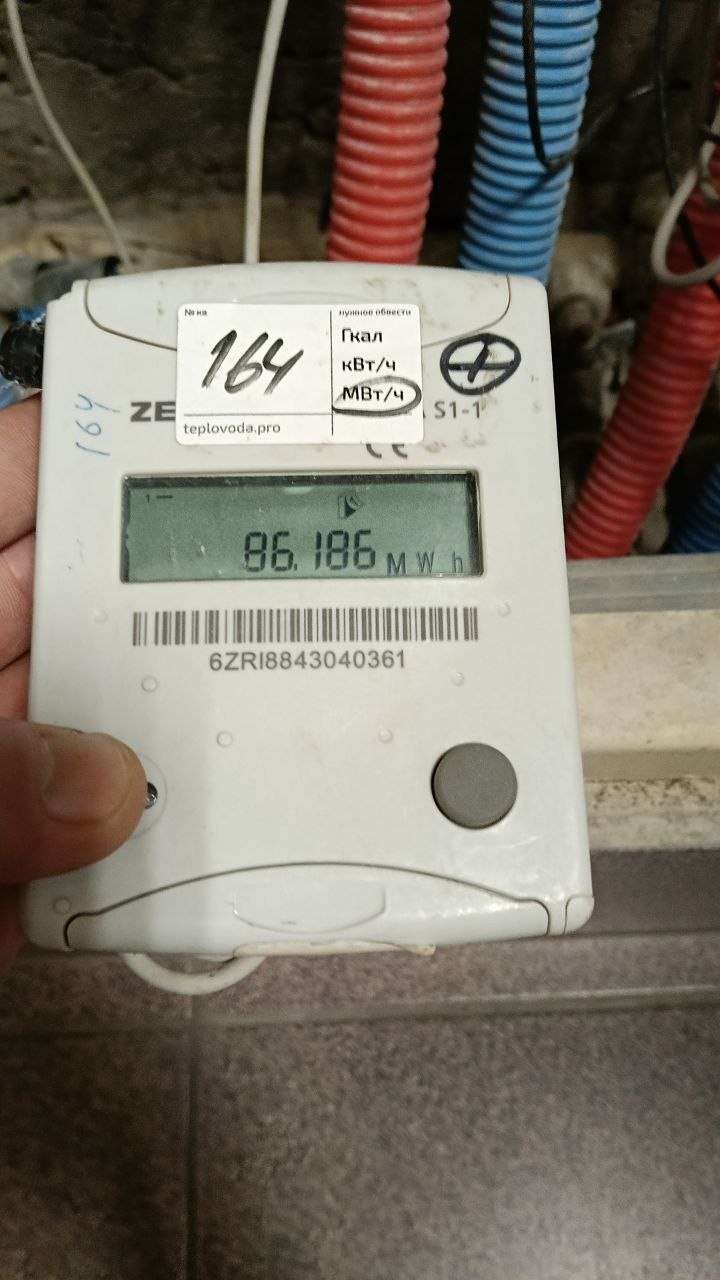 № кв нужное обвести
164
Гкал
кВт/ч
МВт/ч
teplovoda.pro
164
ZE
S1-1
CE
1
86.186 MWh
6ZRI8843040361